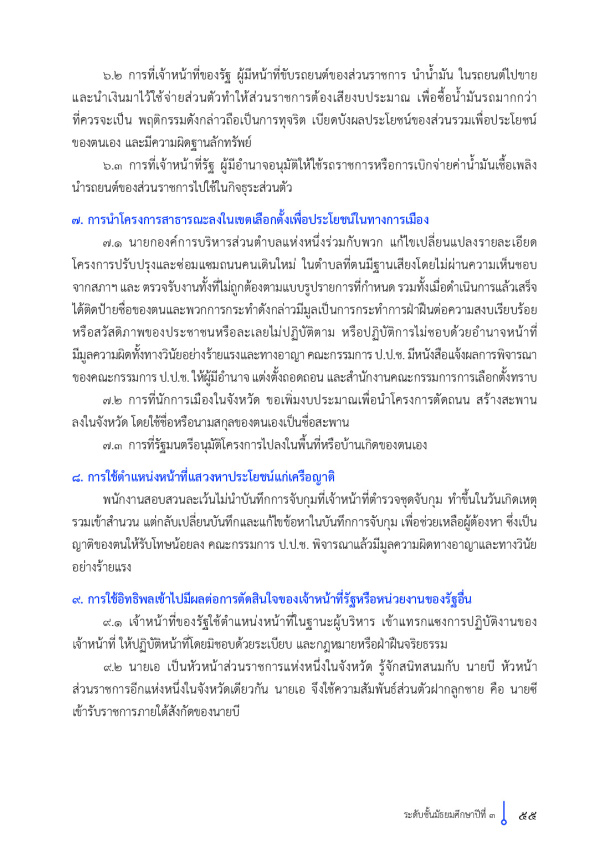 ๖.๒ การที่เจ้าหน้าที่ของรัฐ ผู้มีหน้าที่ขับรถยนต์ของส่วนราชการ นำน้ำมัน ในรถยนต์ไปขาย
และนำเงินมาไว้ใช้จ่ายส่วนตัวทำให้ส่วนราชการต้องเสียงบประมาณ เพื่อซื้อน้ำมันรถมากกว่า
ที่ควรจะเป็น พฤติกรรมดังกล่าวถือเป็นการทุจริต เบียดบังผลประโยชน์ของส่วนรวมเพื่อประโยชน์
ของตนเอง และมีความผิดฐานลักทรัพย์
๖.๓ การที่เจ้าหน้าที่รัฐ ผู้มีอำนาจอนุมัติให้ใช้รถราชการหรือการเบิกจ่ายค่าน้ำมันเชื้อเพลิง
นำรถยนต์ของส่วนราชการไปใช้ในกิจธุระส่วนตัว
๗. การนำโครงการสาธารณะลงในเขตเลือกตั้งเพื่อประโยชน์ในทางการเมือง
๗.๑ นายกองค์การบริหารส่วนตำบลแห่งหนึ่งร่วมกับพวก แก้ไขเปลี่ยนแปลงรายละเอียด
โครงการปรับปรุงและซ่อมแซมถนนคนเดินใหม่ ในตำบลที่ตนมีฐานเสียงโดยไม่ผ่านความเห็นชอบ
จากสภาฯ และ ตรวจรับงานทั้งที่ไม่ถูกต้องตามแบบรูปรายการที่กำหนด รวมทั้งเมื่อดำเนินการแล้วเสร็จ
ได้ติดป้ายชื่อของตนและพวกการกระทำดังกล่าวมีมูลเป็นการกระทำการฝ่าฝืนต่อความสงบเรียบร้อย
หรือสวัสดิภาพของประชาชนหรือละเลยไม่ปฏิบัติตาม หรือปฏิบัติการไม่ชอบด้วยอำนาจหน้าที่
มีมูลความผิดทั้งทางวินัยอย่างร้ายแรงและทางอาญา คณะกรรมการ ป.ป.ช. มีหนังสือแจ้งผลการพิจารณา
ของคณะกรรมการ ป.ป.ช. ให้ผู้มีอำนาจ แต่งตั้งถอดถอน และสำนักงานคณะกรรมการการเลือกตั้งทราบ
๗.๒ การที่นักการเมืองในจังหวัด ขอเพิ่มงบประมาณเพื่อนำโครงการตัดถนน สร้างสะพาน
ลงในจังหวัด โดยใช้ชื่อหรือนามสกุลของตนเองเป็นชื่อสะพาน
๗.๓ การที่รัฐมนตรีอนุมัติโครงการไปลงในพื้นที่หรือบ้านเกิดของตนเอง
๘. การใช้ตำแหน่งหน้าที่แสวงหาประโยชน์แก่เครือญาติ
พนักงานสอบสวนละเว้นไม่นำบันทึกการจับกุมที่เจ้าหน้าที่ตำรวจชุดจับกุม ทำขึ้นในวันเกิดเหตุ
รวมเข้าสำนวน แต่กลับเปลี่ยนบันทึกและแก้ไขข้อหาในบันทึกการจับกุม เพื่อช่วยเหลือผู้ต้องหา ซึ่งเป็น
ญาติของตนให้รับโทษน้อยลง คณะกรรมการ ป.ป.ช. พิจารณาแล้วมีมูลความผิดทางอาญาและทางวินัย
อย่างร้ายแรง
๙. การใช้อิทธิพลเข้าไปมีผลต่อการตัดสินใจของเจ้าหน้าที่รัฐหรือหน่วยงานของรัฐอื่น
๙.๑ เจ้าหน้าที่ของรัฐใช้ตำแหน่งหน้าที่ในฐานะผู้บริหาร เข้าแทรกแซงการปฏิบัติงานของ
เจ้าหน้าที่ ให้ปฏิบัติหน้าที่โดยมิชอบด้วยระเบียบ และกฎหมายหรือฝ่าฝืนจริยธรรม
๙.๒ นายเอ เป็นหัวหน้าส่วนราชการแห่งหนึ่งในจังหวัด รู้จักสนิทสนมกับ นายบี หัวหน้า
ส่วนราชการอีกแห่งหนึ่งในจังหวัดเดียวกัน นายเอ จึงใช้ความสัมพันธ์ส่วนตัวฝากลูกชาย คือ นายซี
เข้ารับราชการภายใต้สังกัดของนายบี
ระดับชั้นมัธยมศึกษาปีที่ ๓ ๕๕